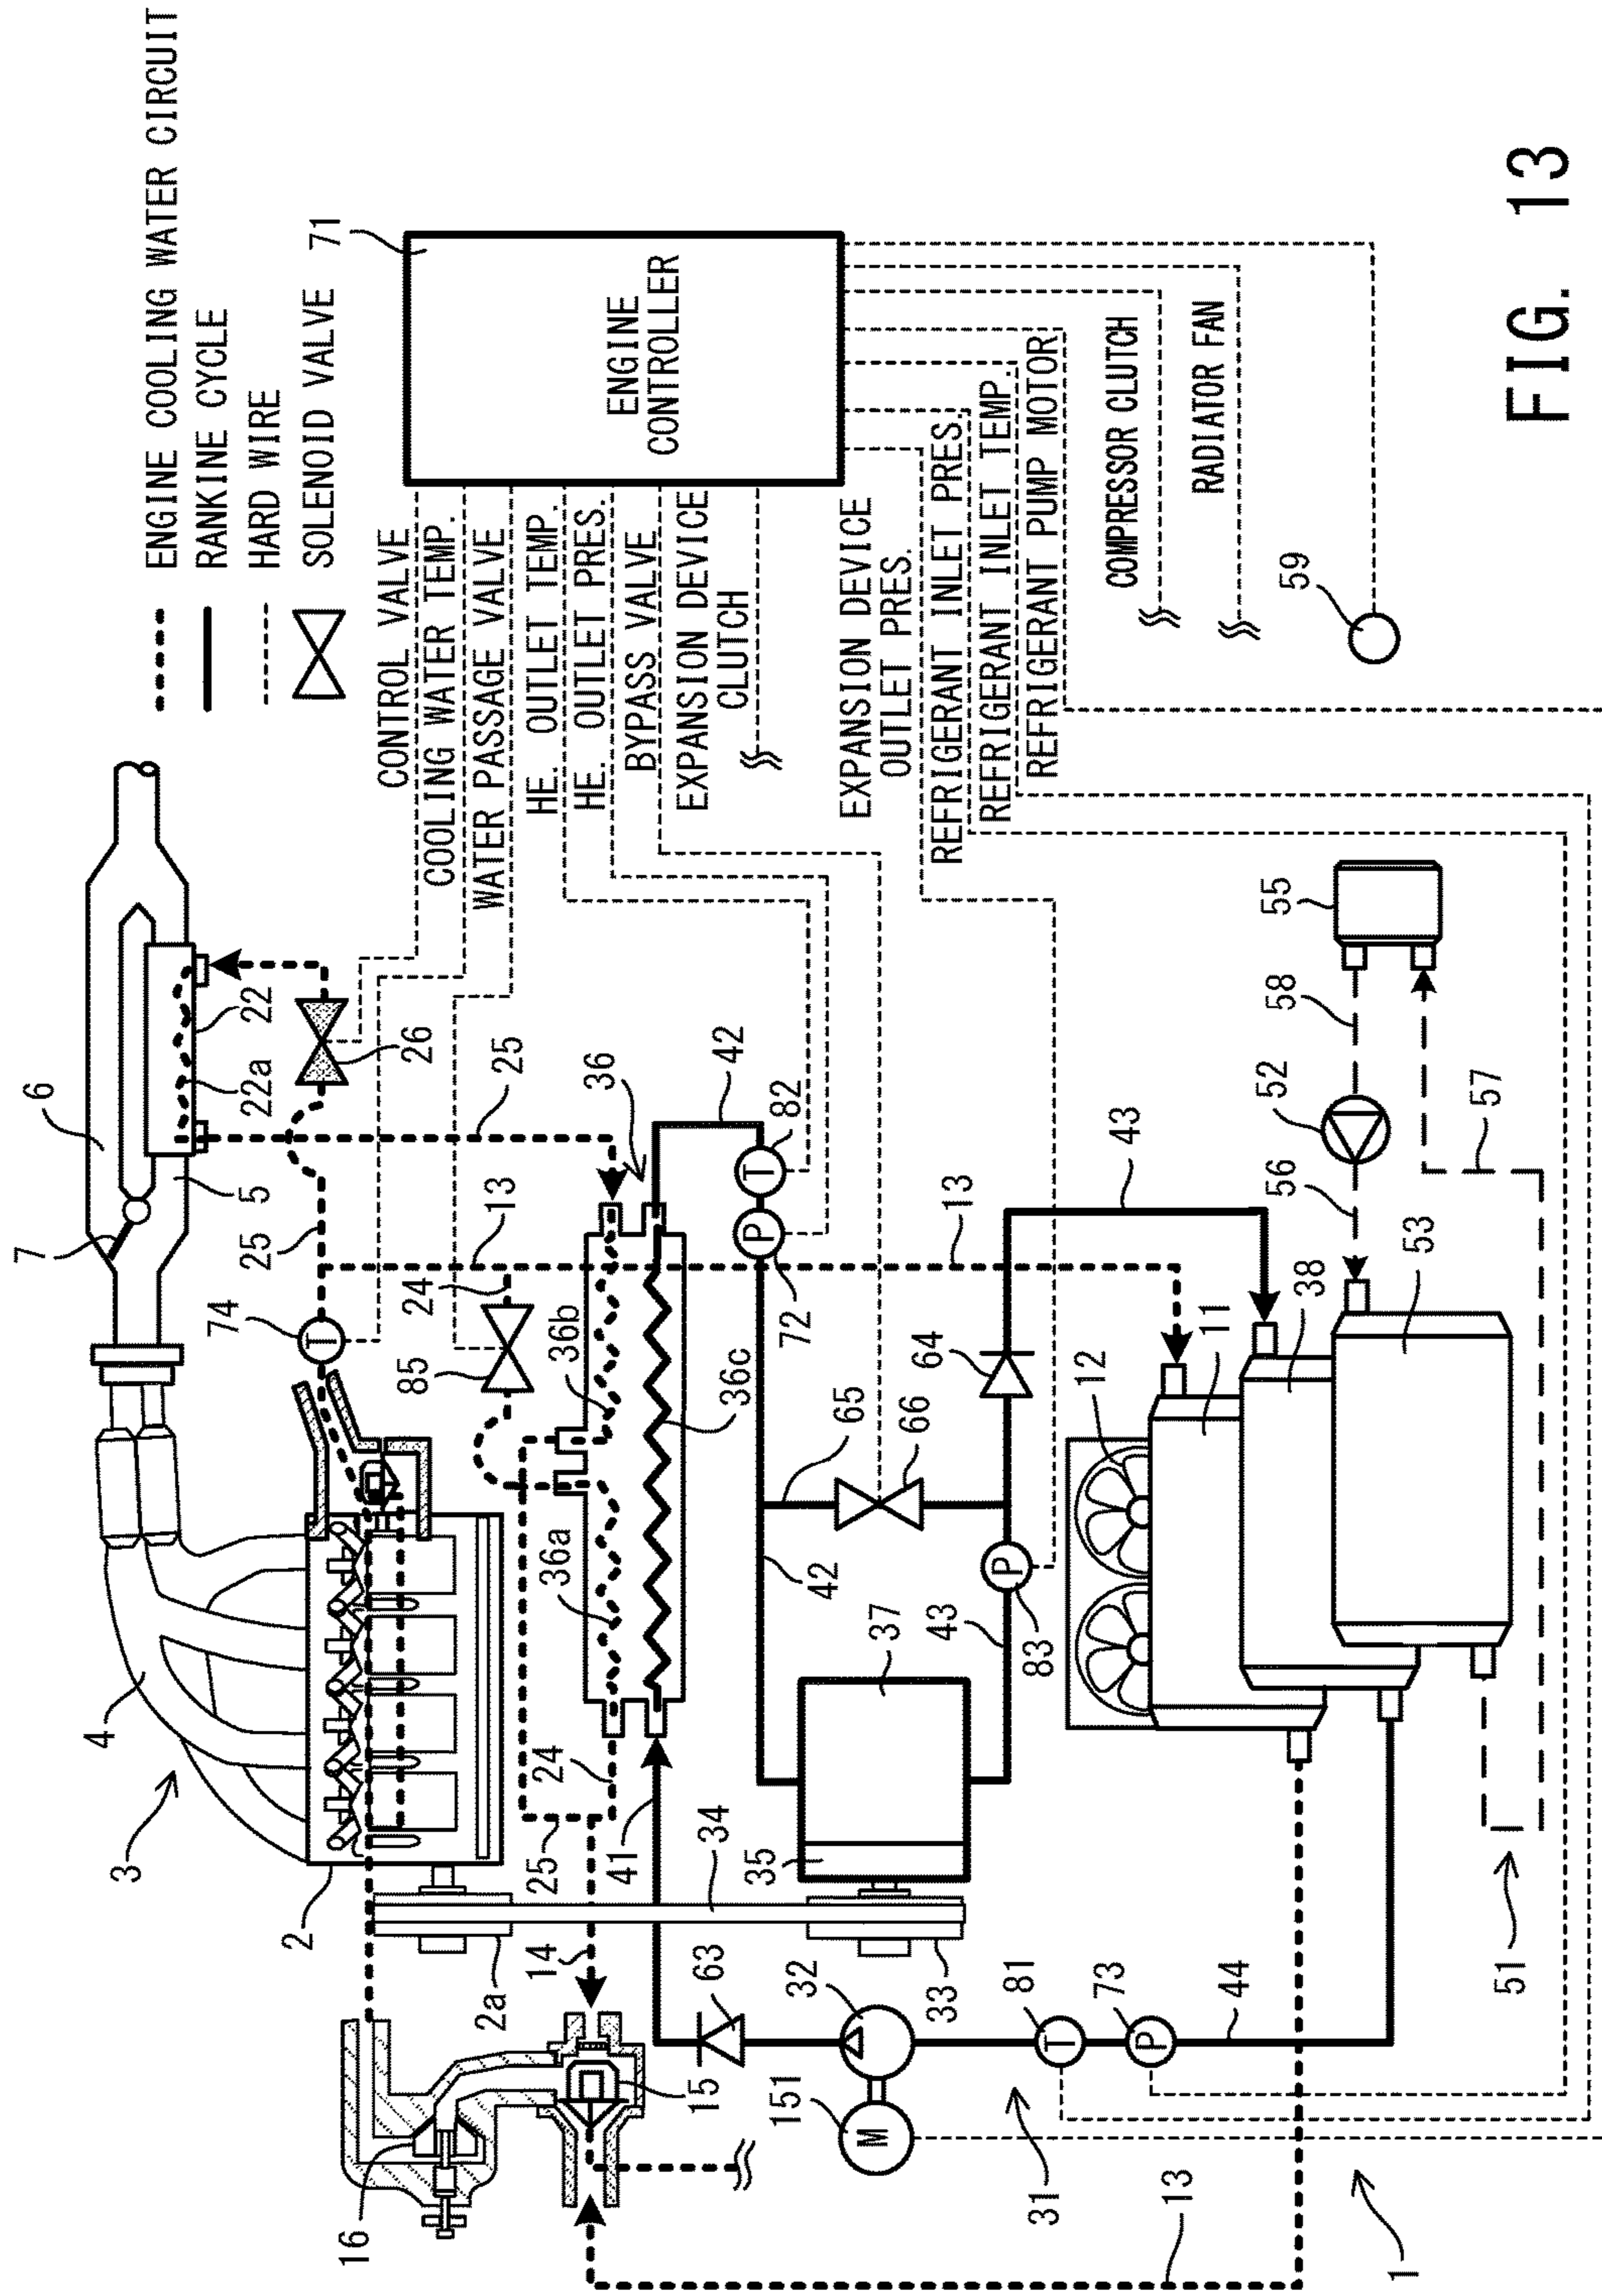 ENGINE COOLING WATER CIRCUIT
RANKINE CYCLE
HARD WIRE
SOLENOID VALVE
71
ENGINE
CONTROLLER
CONTROL VALVE
COOLING WATER TEMP.
WATER PASSAGE VALVE
HE. OUTLET TEMP.
HE. OUTLET PRES.
BYPASS VALVE
EXPANSION DEVICE
CLUTCH
EXPANSION DEVICE
OUTLET PRES.
REFRIGERANT INLET PRES.
REFRIGERANT INLET TEMP.
REFRIGERANT PUMP MOTOR
COMPRESSOR CLUTCH
RADIATOR FAN
59
3
4
7
6
5
22a
22
26
25
74
T
25
13
24
85
36
42
T
82
P
72
13
2
2a
16
15
14
25
24
36a
36b
36c
41
34
35
37
33
42
65
66
64
43
43
P
83
63
32
M
151
T
81
P
73
44
31
12
11
38
53
56
52
58
55
57
51
13
1
FIG. 13